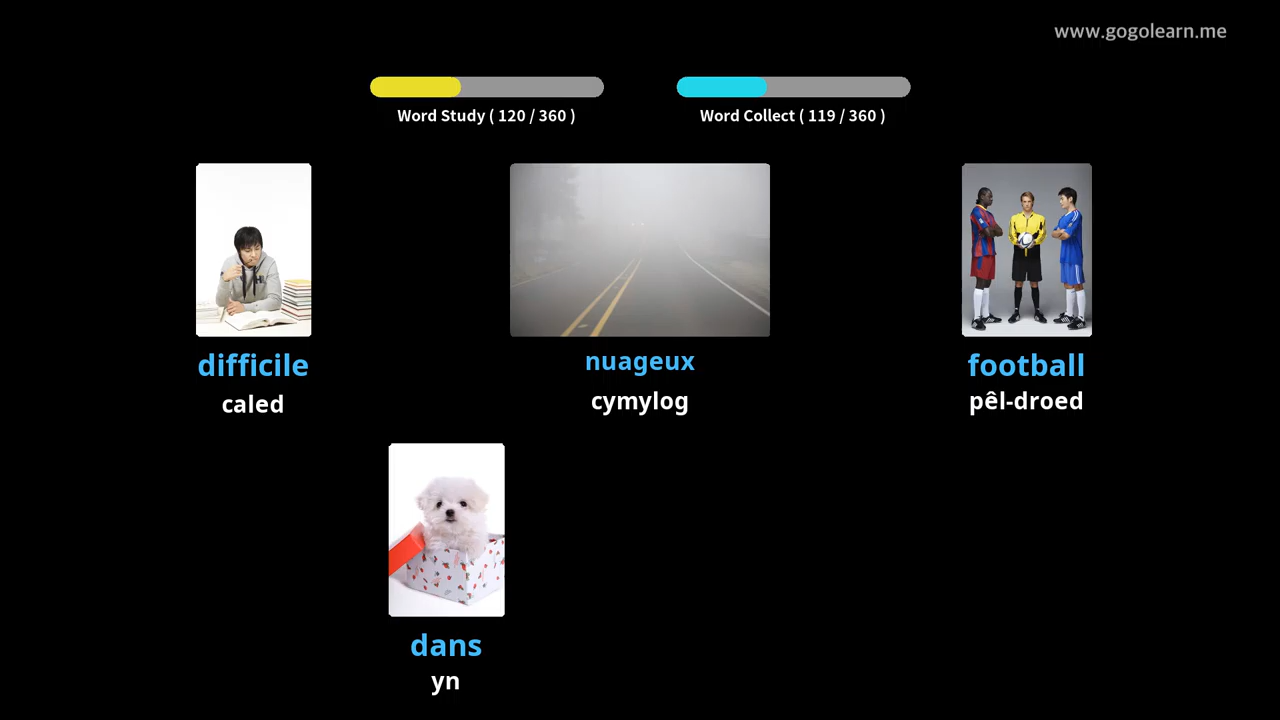 www.gogolearn.me
Word Study ( 120 / 360 )
Word Collect ( 119 / 360 )
difficile
caled
nuageux
cymylog
football
pêl-droed
dans
yn